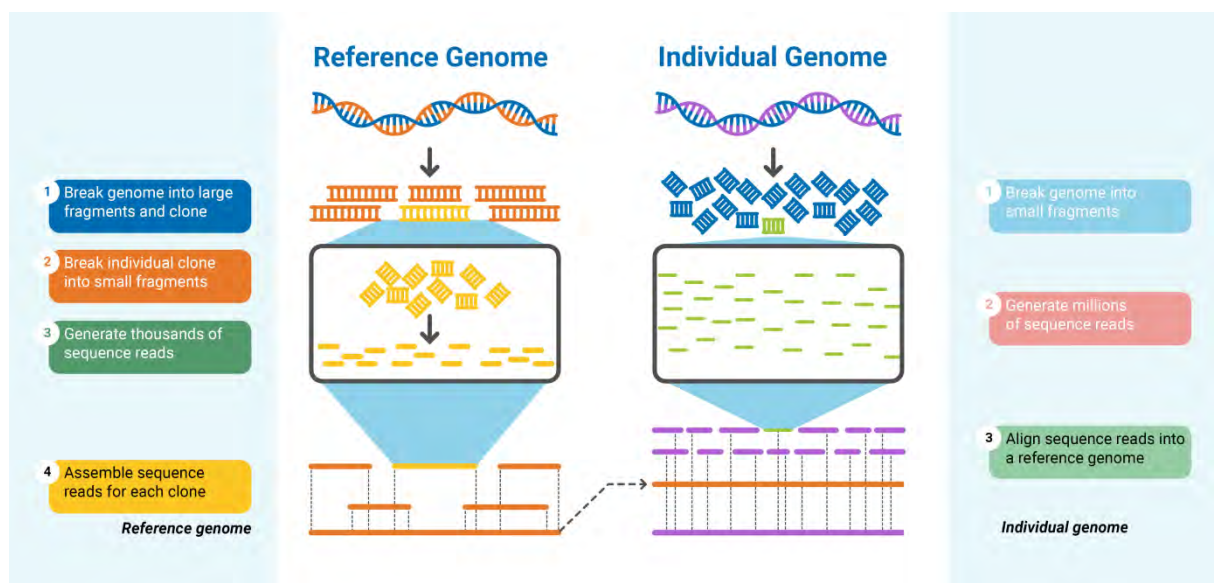 Reference Genome
Individual Genome
1 Break genome into large
fragments and clone
2 Break individual clone
into small fragments
3 Generate thousands of
sequence reads
4 Assemble sequence
reads for each clone
Reference genome
1 Break genome into
small fragments
2 Generate millions
of sequence reads
3 Align sequence reads into
a reference genome
Individual genome